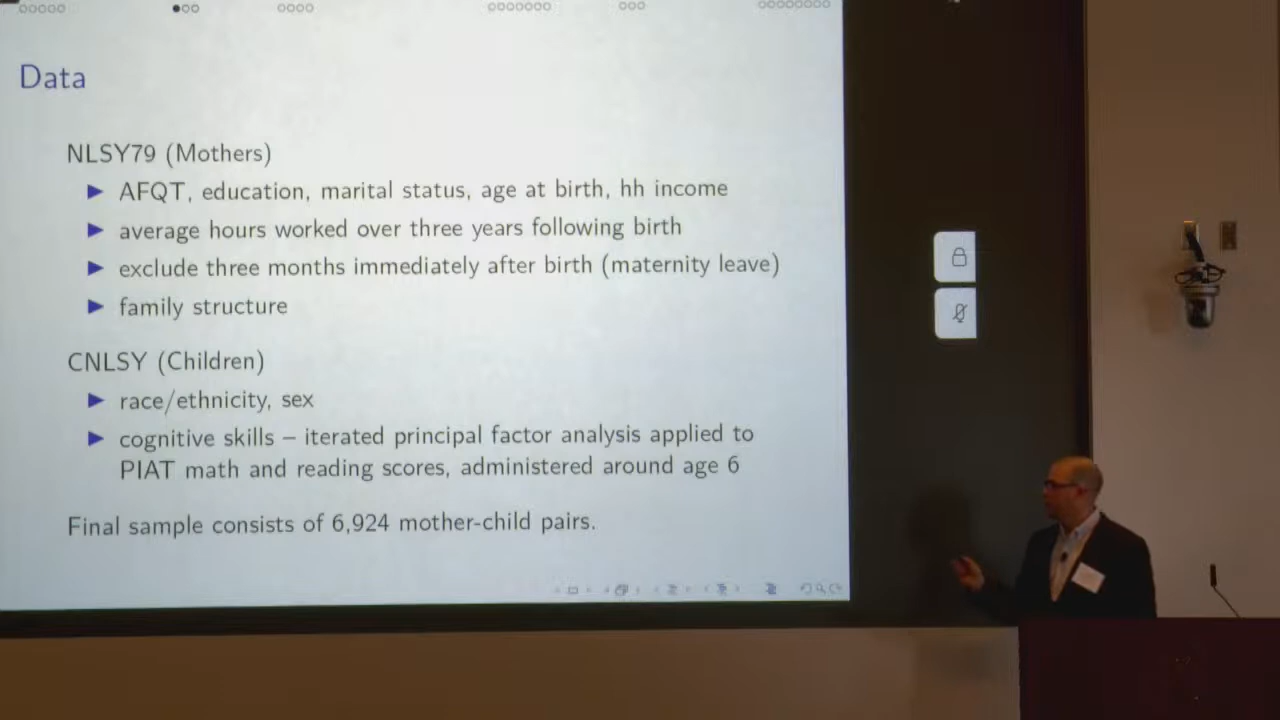 Data
NLSY79 (Mothers)
▶ AFQT, education, marital status, age at birth, hh income
▶ average hours worked over three years following birth
▶ exclude three months immediately after birth (maternity leave)
▶ family structure
CNLSY (Children)
▶ race/ethnicity, sex
▶ cognitive skills – iterated principal factor analysis applied to
PIAT math and reading scores, administered around age 6
Final sample consists of 6,924 mother-child pairs.